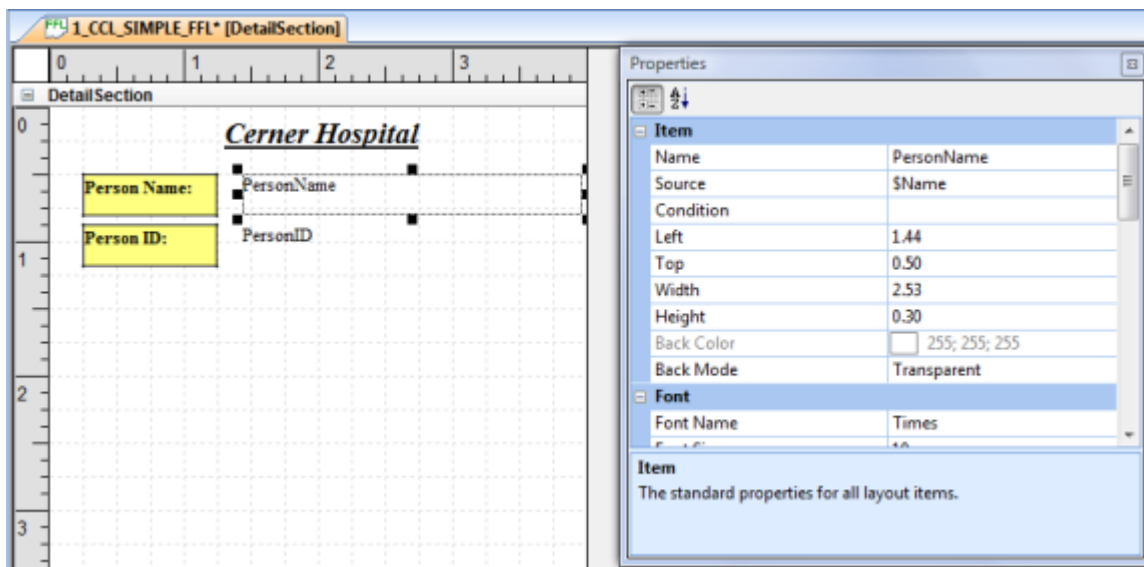 FFL 1_CCL_SIMPLE_FFL* [DetailSection]
0 1 2 3
DetailSection
0
Cerner Hospital
Person Name: PersonName
Person ID: PersonID
1
2
3
Properties
Item
Name PersonName
Source $Name
Condition
Left 1.44
Top 0.50
Width 2.53
Height 0.30
Back Color 255; 255; 255
Back Mode Transparent
Font
Font Name Times
Item
The standard properties for all layout items.